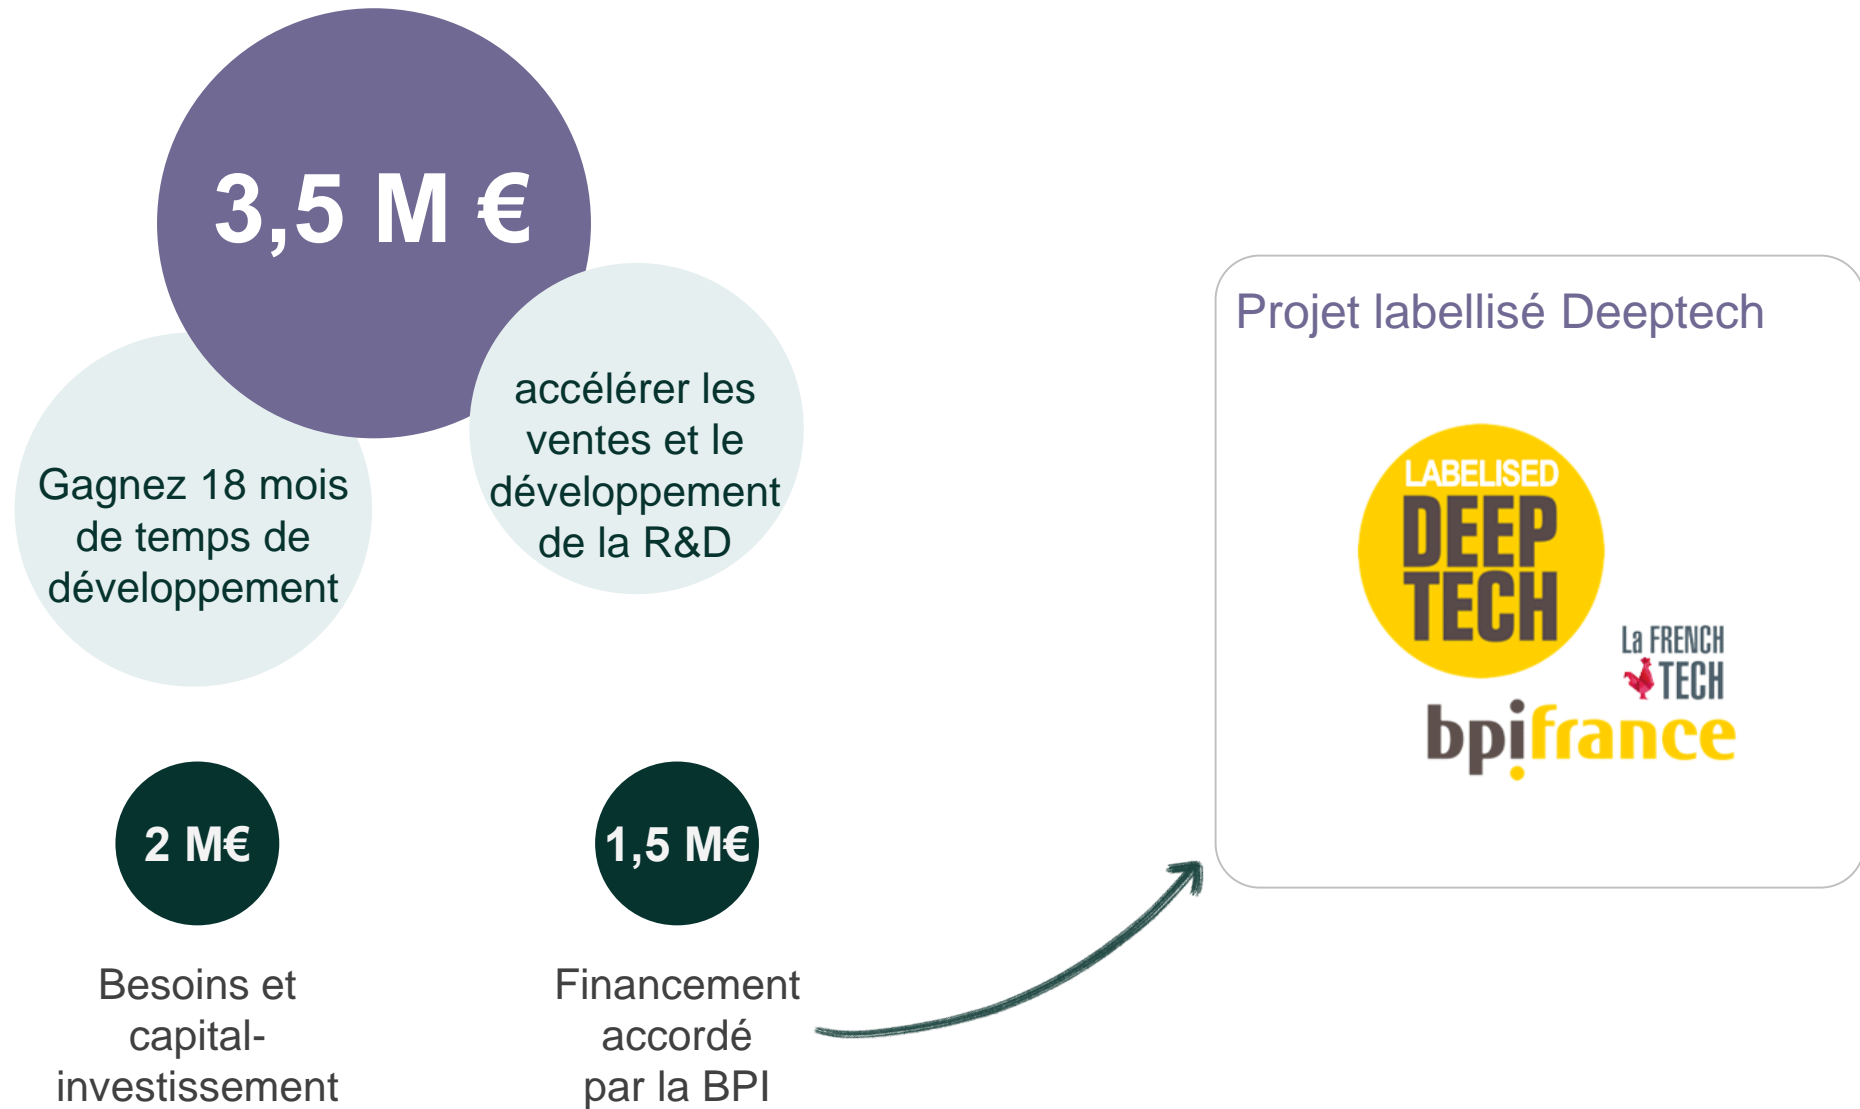 3,5 M €
Gagnez 18 mois
de temps de
développement
accélérer les
ventes et le
développement
de la R&D
2 M€
Besoins et
capital-
investissement
1,5 M€
Financement
accordé
par la BPI
Projet labellisé Deeptech
LABELISED
DEEP
TECH
La FRENCH
TECH
bpifrance